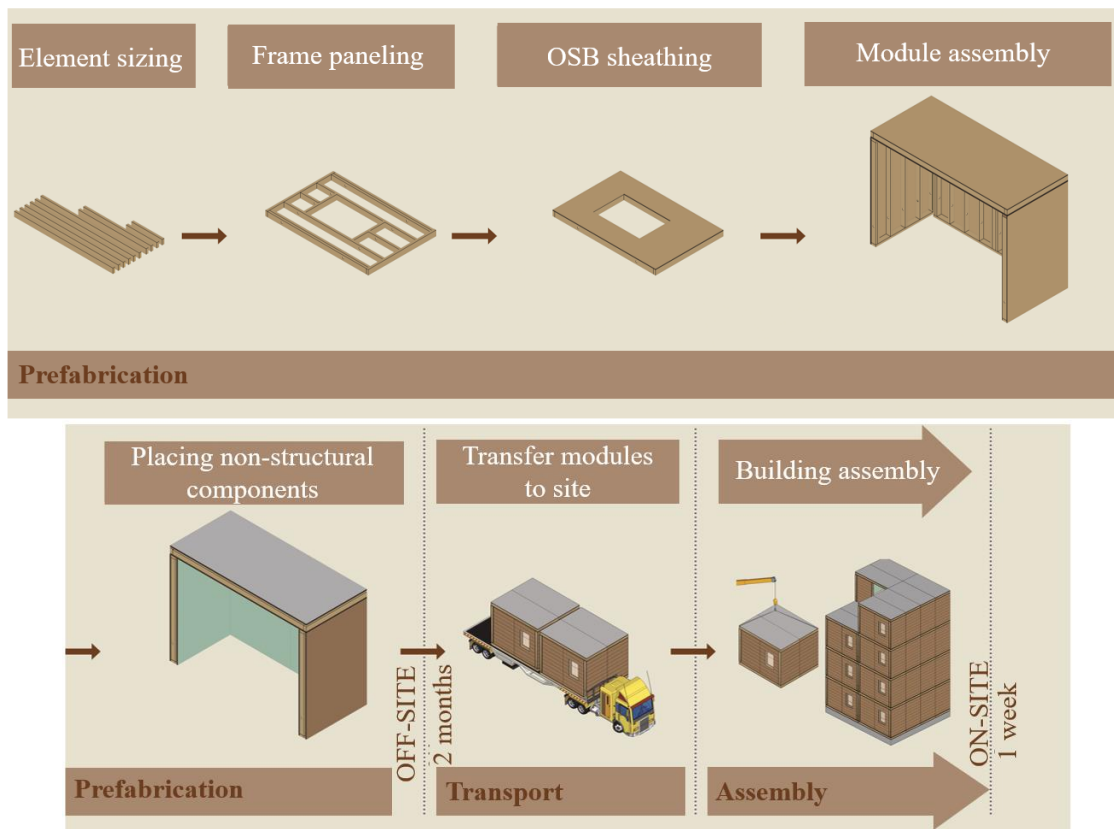 Element sizing
Frame paneling
OSB sheathing
Module assembly
Prefabrication
Placing non-structural
components
Transfer modules
to site
Building assembly
OFF-SITE
2 months
ON-SITE
1 week
Prefabrication
Transport
Assembly